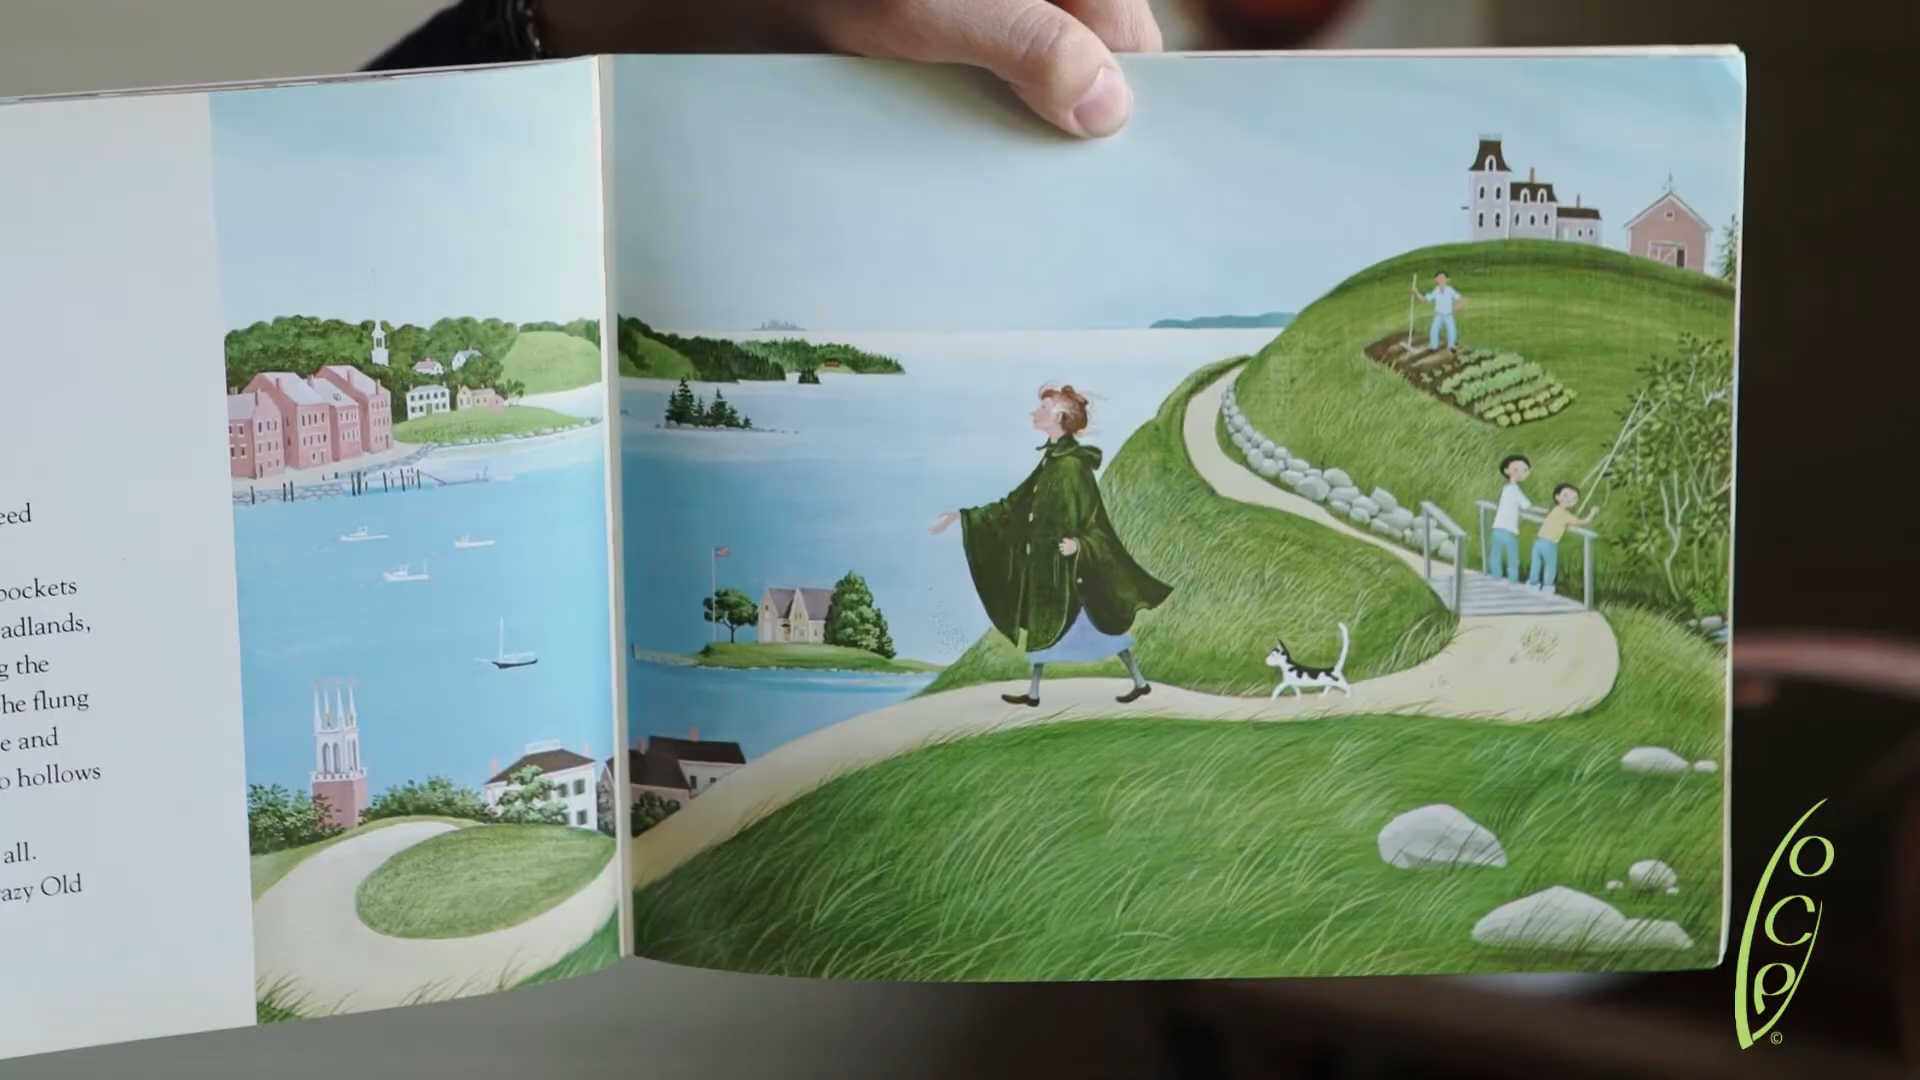 eed
pockets
adlands,
g the
he flung
e and
o hollows
all.
azy Old
OCP
©